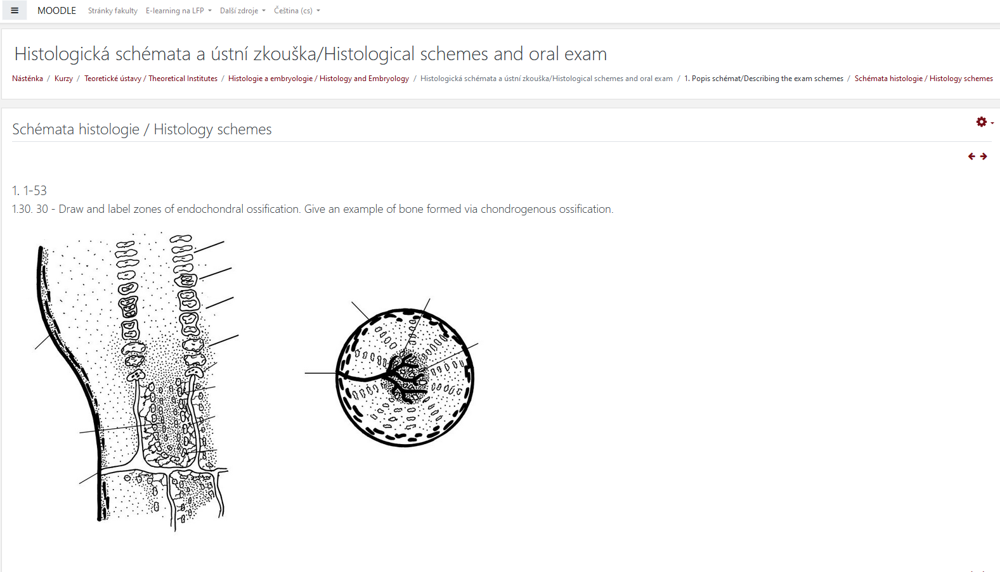 MOODLE Stránky fakulty E-learning na LFP Další zdroje Čeština (cs)
Histologická schémata a ústní zkouška/Histological schemes and oral exam
Nástěnka / Kurzy / Teoretické ústavy / Theoretical Institutes / Histologie a embryologie / Histology and Embryology / Histologická schémata a ústní zkouška/Histological schemes and oral exam / 1. Popis schémat/Describing the exam schemes / Schémata histologie / Histology schemes
Schémata histologie / Histology schemes
1. 1-53
1.30. 30 - Draw and label zones of endochondral ossification. Give an example of bone formed via chondrogenous ossification.